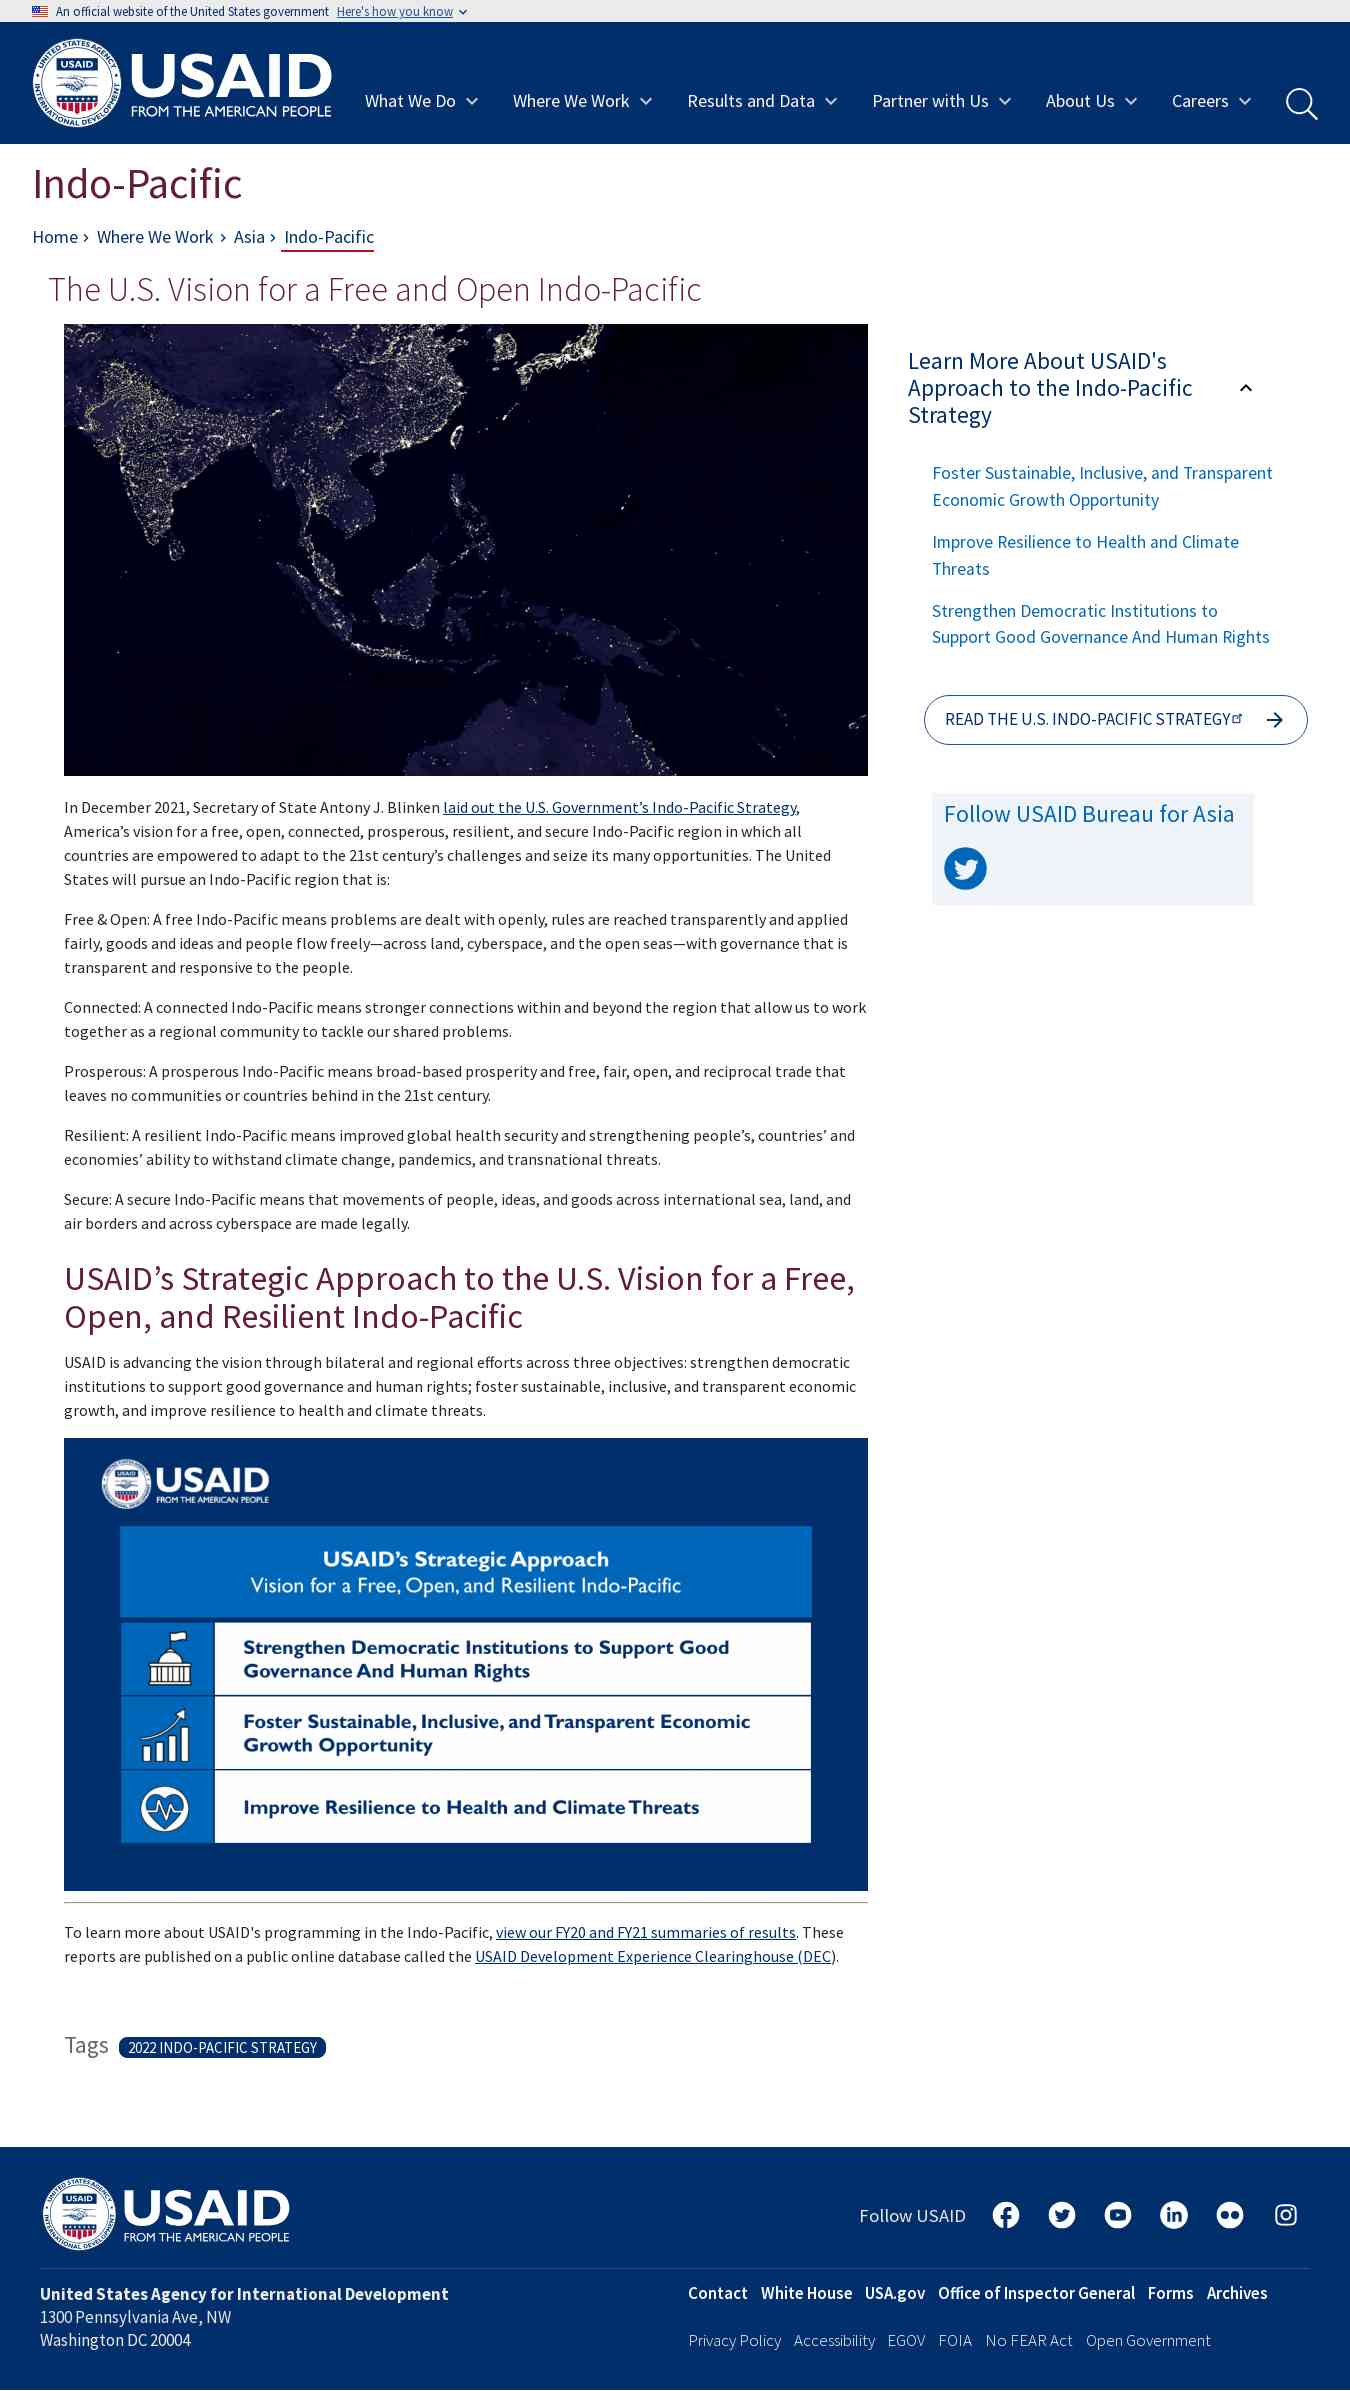 An official website of the United States government Here's how you know
UNITED STATES AGENCY
USAID
INTERNATIONAL DEVELOPMENT
USAID
FROM THE AMERICAN PEOPLE
What We Do
Where We Work
Results and Data
Partner with Us
About Us
Careers
Indo-Pacific
Home
Where We Work
Asia
Indo-Pacific
The U.S. Vision for a Free and Open Indo-Pacific
In December 2021, Secretary of State Antony J. Blinken laid out the U.S. Government’s Indo-Pacific Strategy,
America’s vision for a free, open, connected, prosperous, resilient, and secure Indo-Pacific region in which all
countries are empowered to adapt to the 21st century’s challenges and seize its many opportunities. The United
States will pursue an Indo-Pacific region that is:
Free & Open: A free Indo-Pacific means problems are dealt with openly, rules are reached transparently and applied
fairly, goods and ideas and people flow freely—across land, cyberspace, and the open seas—with governance that is
transparent and responsive to the people.
Connected: A connected Indo-Pacific means stronger connections within and beyond the region that allow us to work
together as a regional community to tackle our shared problems.
Prosperous: A prosperous Indo-Pacific means broad-based prosperity and free, fair, open, and reciprocal trade that
leaves no communities or countries behind in the 21st century.
Resilient: A resilient Indo-Pacific means improved global health security and strengthening people’s, countries’ and
economies’ ability to withstand climate change, pandemics, and transnational threats.
Secure: A secure Indo-Pacific means that movements of people, ideas, and goods across international sea, land, and
air borders and across cyberspace are made legally.
USAID’s Strategic Approach to the U.S. Vision for a Free,
Open, and Resilient Indo-Pacific
USAID is advancing the vision through bilateral and regional efforts across three objectives: strengthen democratic
institutions to support good governance and human rights; foster sustainable, inclusive, and transparent economic
growth, and improve resilience to health and climate threats.
USAID
USAID
FROM THE AMERICAN PEOPLE
USAID’s Strategic Approach
Vision for a Free, Open, and Resilient Indo-Pacific
Strengthen Democratic Institutions to Support Good
Governance And Human Rights
Foster Sustainable, Inclusive, and Transparent Economic
Growth Opportunity
Improve Resilience to Health and Climate Threats
To learn more about USAID's programming in the Indo-Pacific, view our FY20 and FY21 summaries of results. These
reports are published on a public online database called the USAID Development Experience Clearinghouse (DEC).
Tags
2022 INDO-PACIFIC STRATEGY
Learn More About USAID's
Approach to the Indo-Pacific
Strategy
Foster Sustainable, Inclusive, and Transparent
Economic Growth Opportunity
Improve Resilience to Health and Climate
Threats
Strengthen Democratic Institutions to
Support Good Governance And Human Rights
READ THE U.S. INDO-PACIFIC STRATEGY
Follow USAID Bureau for Asia
UNITED STATES AGENCY
USAID
INTERNATIONAL DEVELOPMENT
USAID
FROM THE AMERICAN PEOPLE
Follow USAID
United States Agency for International Development
1300 Pennsylvania Ave, NW
Washington DC 20004
Contact White House USA.gov Office of Inspector General Forms Archives
Privacy Policy Accessibility EGOV FOIA No FEAR Act Open Government